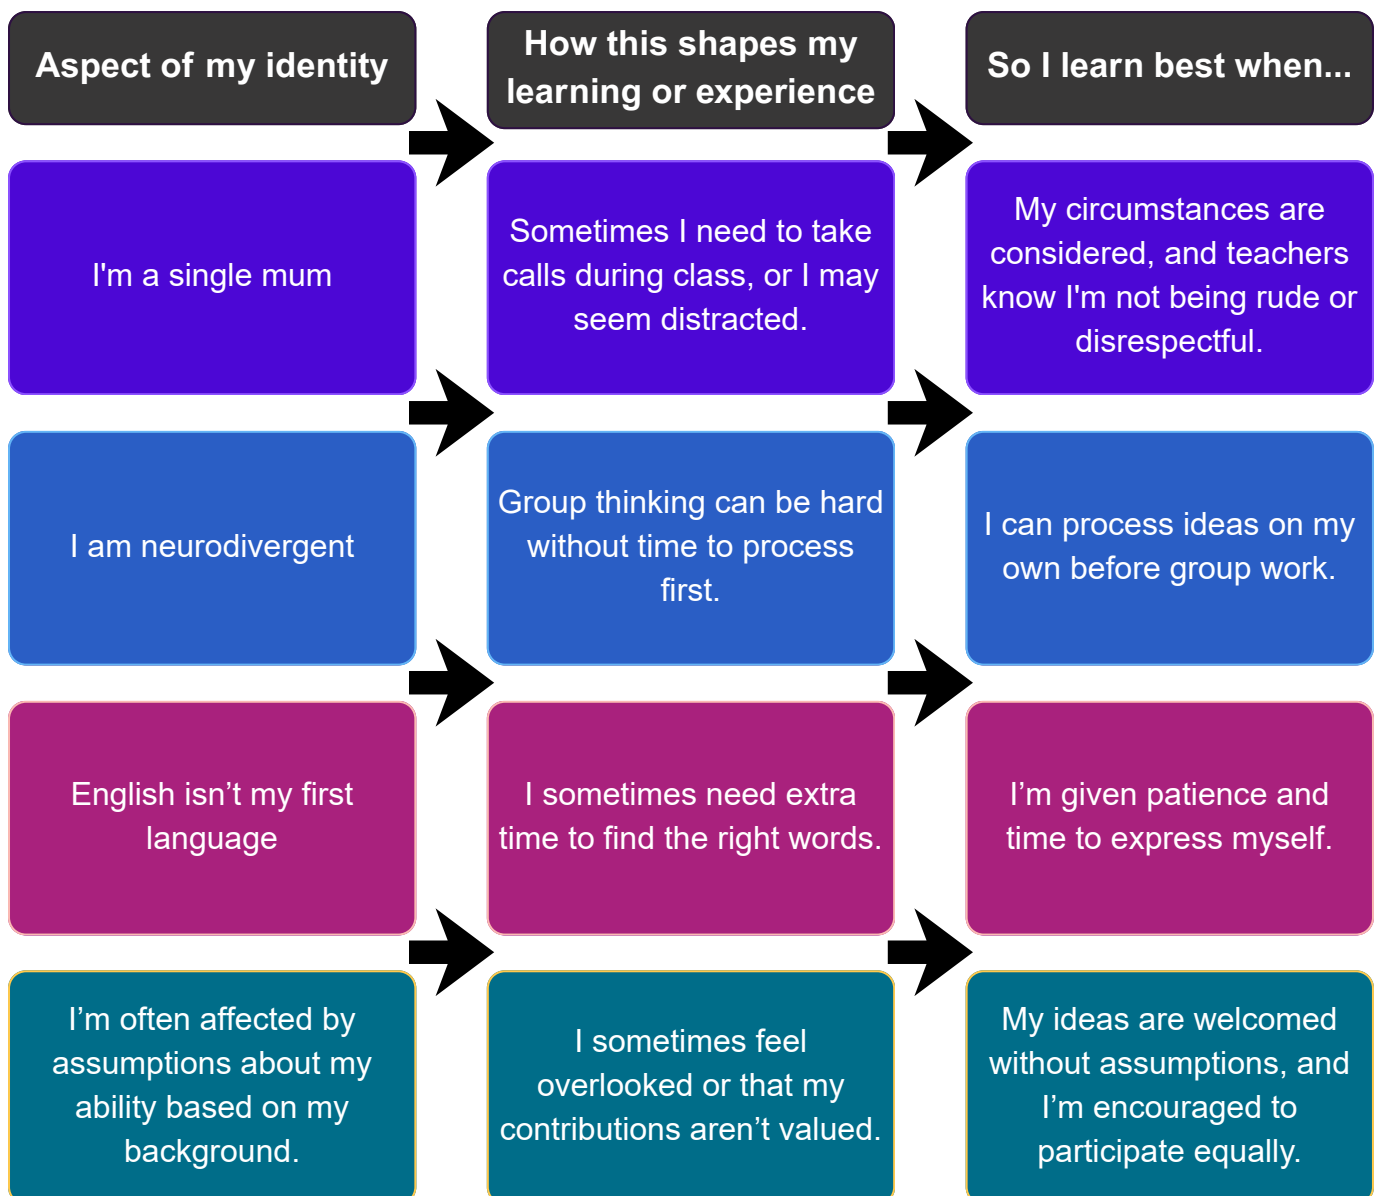 Aspect of my identity
How this shapes my
learning or experience
So I learn best when...
I'm a single mum
Sometimes I need to take
calls during class, or I may
seem distracted.
My circumstances are
considered, and teachers
know I'm not being rude or
disrespectful.
I am neurodivergent
Group thinking can be hard
without time to process
first.
I can process ideas on my
own before group work.
English isn’t my first
language
I sometimes need extra
time to find the right words.
I’m given patience and
time to express myself.
I’m often affected by
assumptions about my
ability based on my
background.
I sometimes feel
overlooked or that my
contributions aren’t valued.
My ideas are welcomed
without assumptions, and
I’m encouraged to
participate equally.